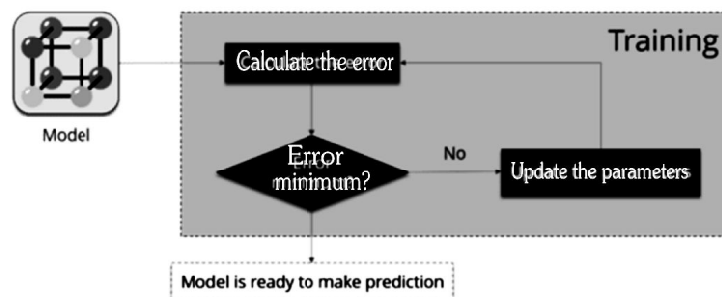 Training
Calculate the error
Model
Error
minimum?
No
Update the parameters
Model is ready to make prediction